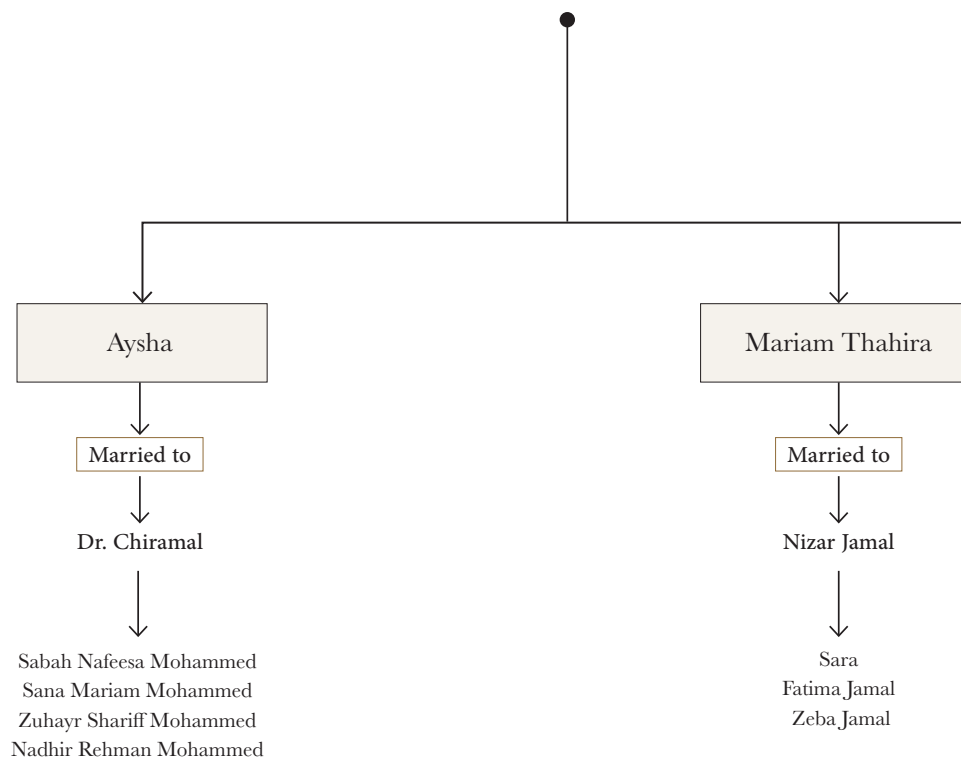 Aysha
Married to
Dr. Chiramal
Sabah Nafeesa Mohammed
Sana Mariam Mohammed
Zuhayr Shariff Mohammed
Nadhir Rehman Mohammed
Mariam Thahira
Married to
Nizar Jamal
Sara
Fatima Jamal
Zeba Jamal